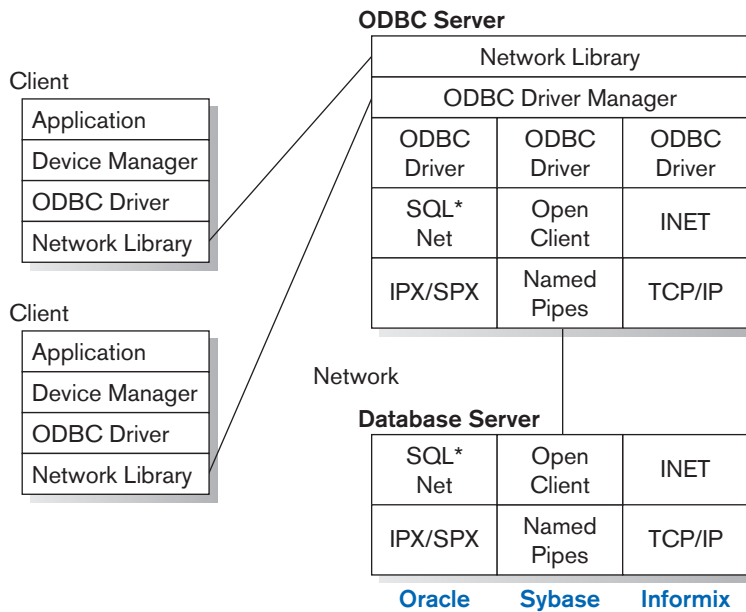 ODBC Server
Network Library
ODBC Driver Manager
ODBC
Driver
ODBC
Driver
ODBC
Driver
SQL*
Net
Open
Client
INET
IPX/SPX
Named
Pipes
TCP/IP
Client
Application
Device Manager
ODBC Driver
Network Library
Client
Application
Device Manager
ODBC Driver
Network Library
Network
Database Server
SQL*
Net
Open
Client
INET
IPX/SPX
Named
Pipes
TCP/IP
Oracle
Sybase
Informix